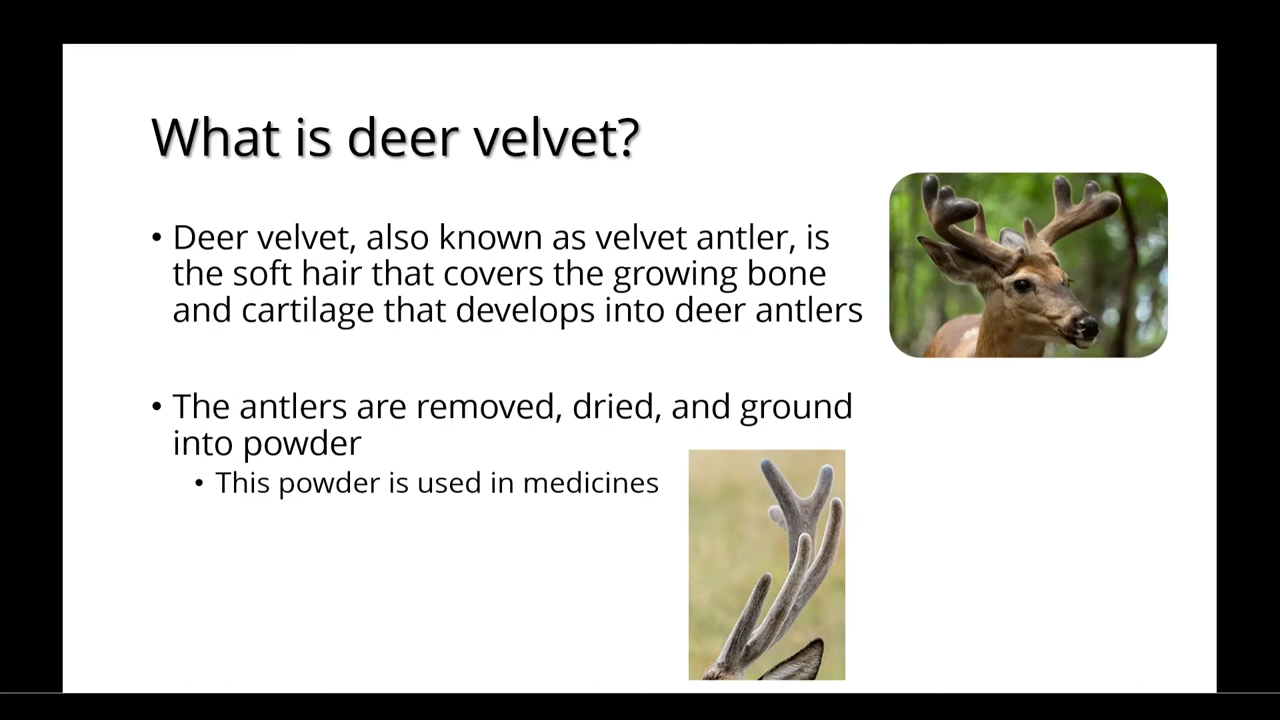 What is deer velvet?
• Deer velvet, also known as velvet antler, is
the soft hair that covers the growing bone
and cartilage that develops into deer antlers
• The antlers are removed, dried, and ground
into powder
• This powder is used in medicines